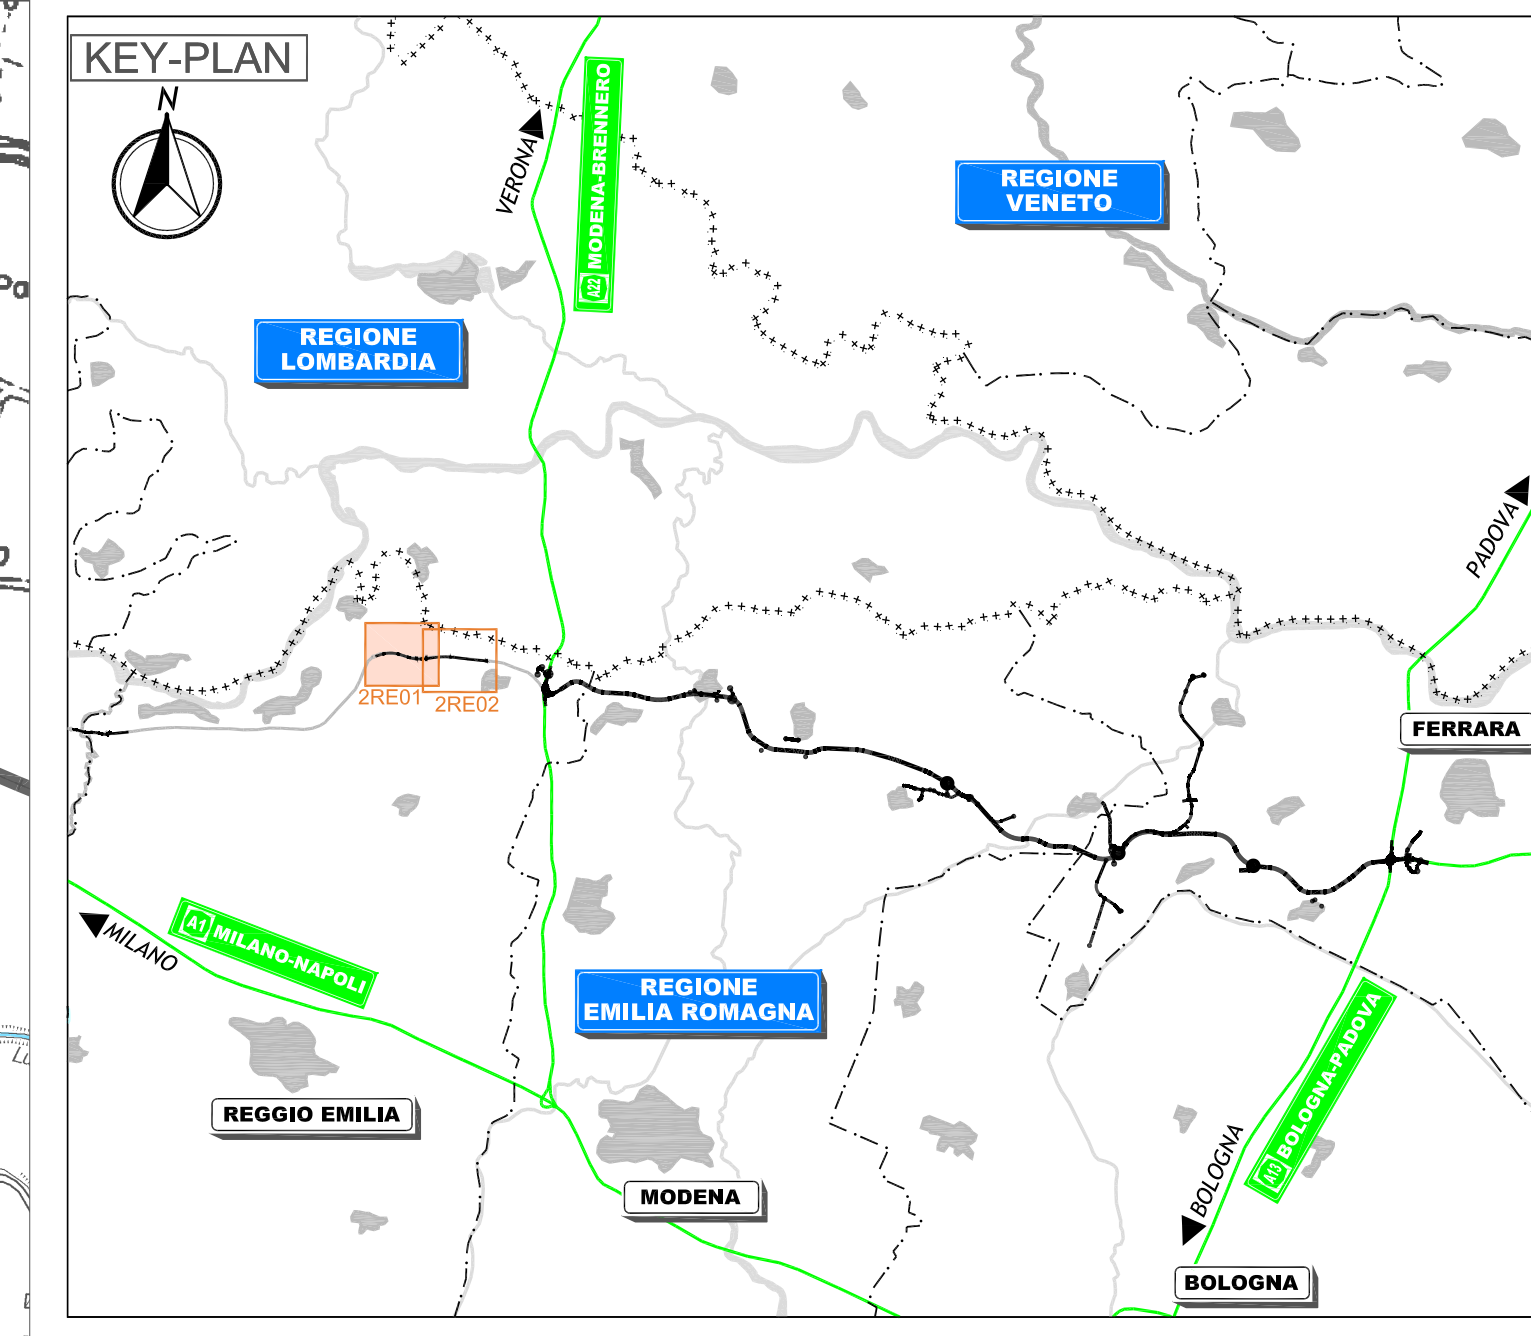 KEY-PLAN
N
VERONA
A22 MODENA-BRENNERO
REGIONE
VENETO
REGIONE
LOMBARDIA
PADOVA
2RE01
2RE02
FERRARA
A1 MILANO-NAPOLI
MILANO
REGIONE
EMILIA ROMAGNA
A13 BOLOGNA-PADOVA
REGGIO EMILIA
BOLOGNA
MODENA
BOLOGNA